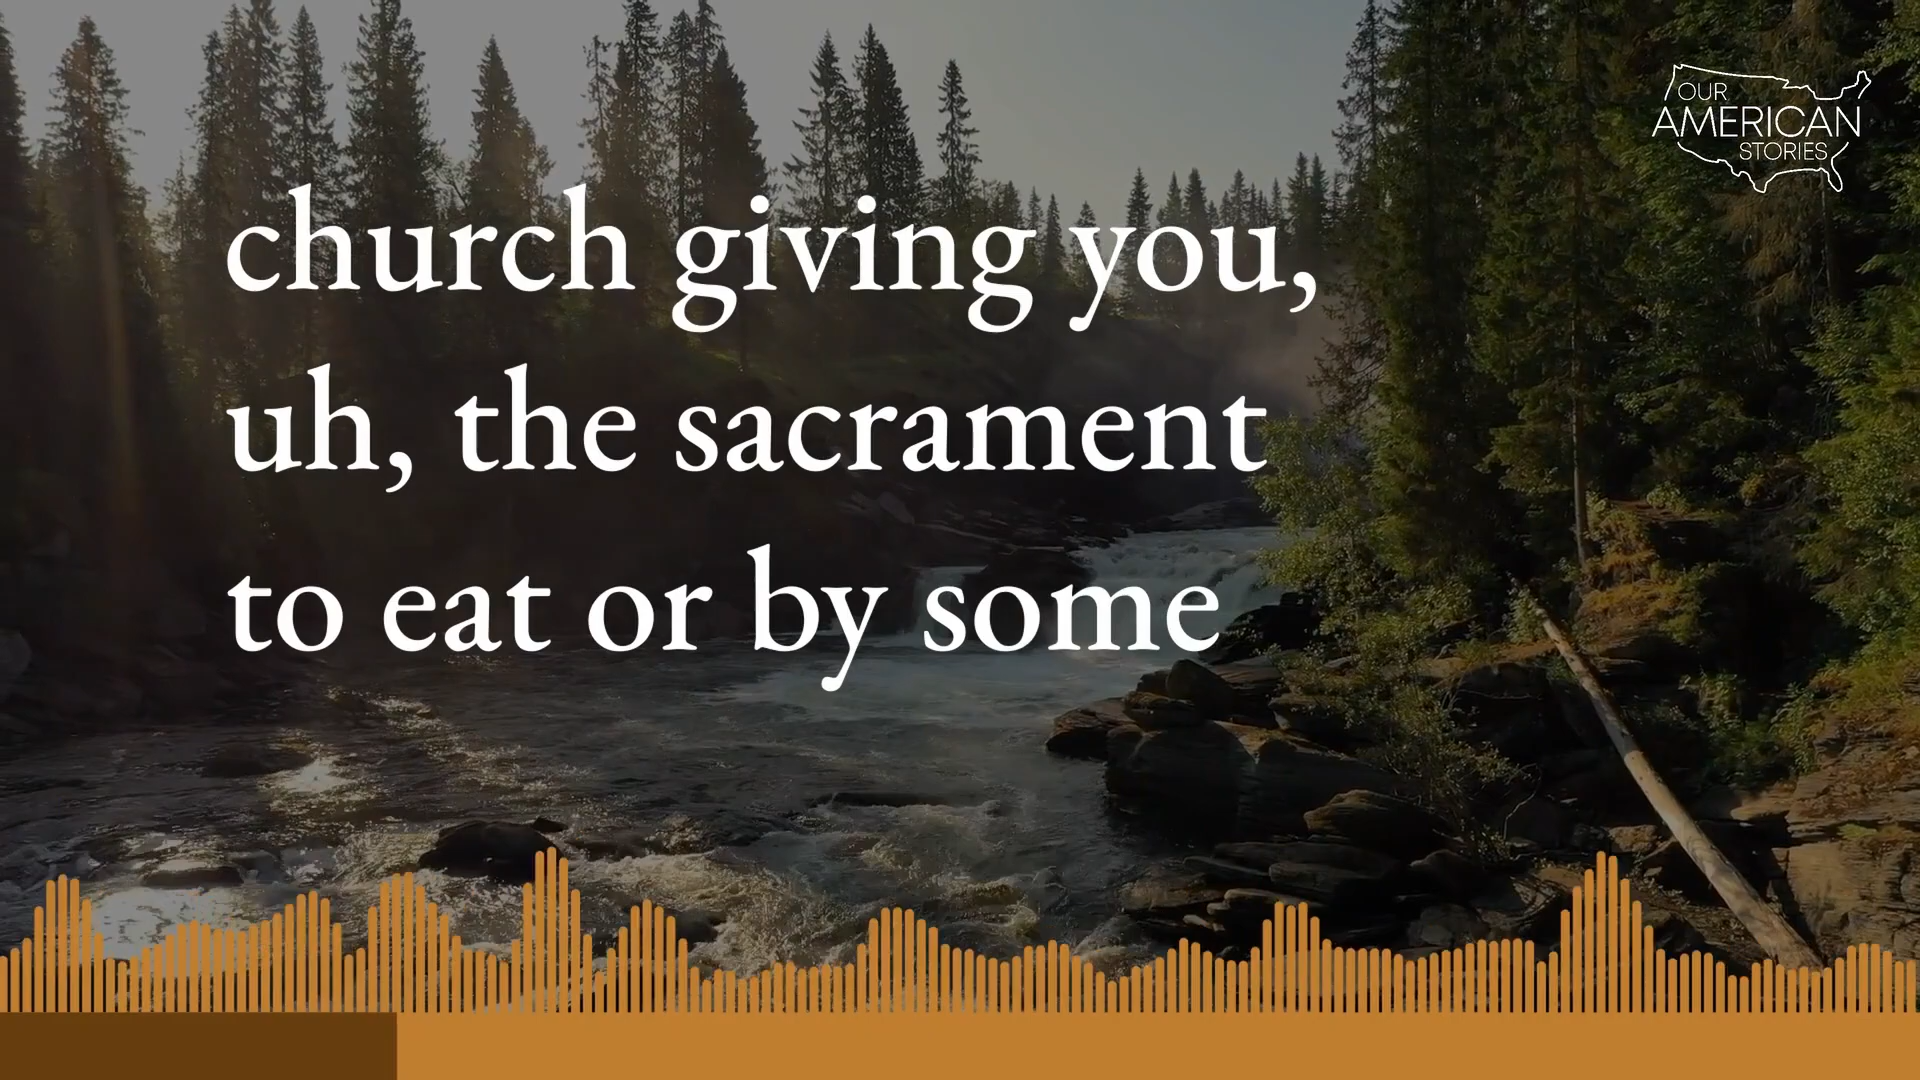 OUR
AMERICAN
STORIES
church giving you,
uh, the sacrament
to eat or by some